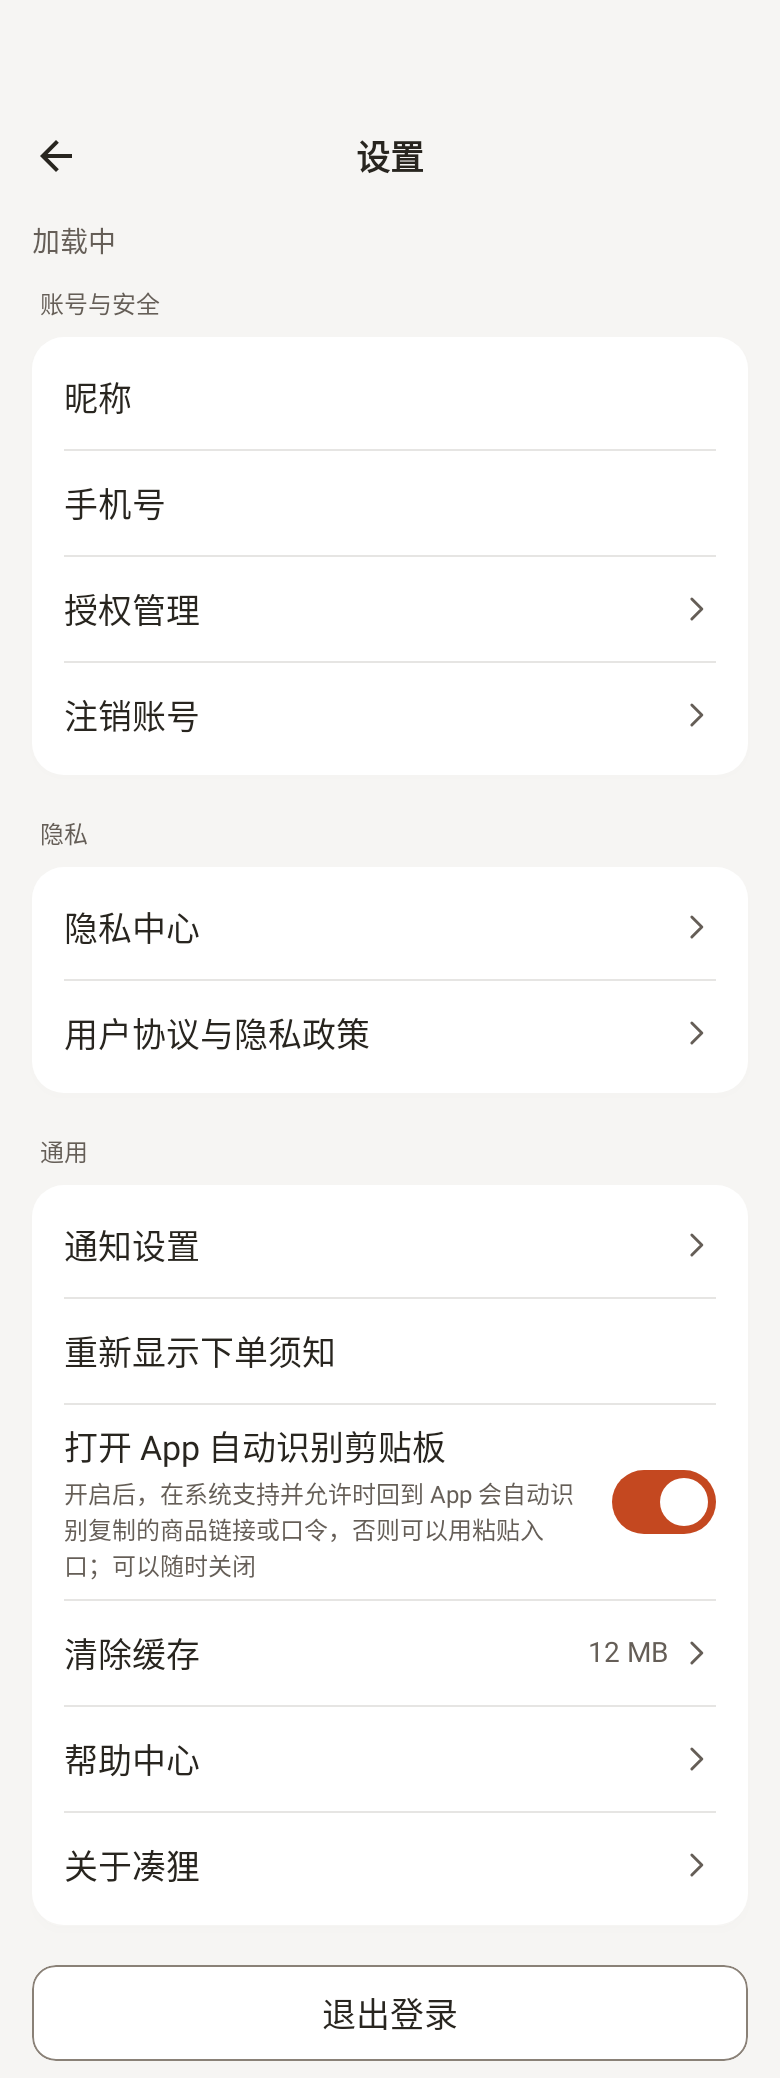 设置
加载中
账号与安全
昵称
手机号
授权管理
注销账号
隐私
隐私中心
用户协议与隐私政策
通用
通知设置
重新显示下单须知
打开 App 自动识别剪贴板
开启后，在系统支持并允许时回到 App 会自动识
别复制的商品链接或口令，否则可以用粘贴入
口；可以随时关闭
清除缓存 12 MB
帮助中心
关于凑狸
退出登录